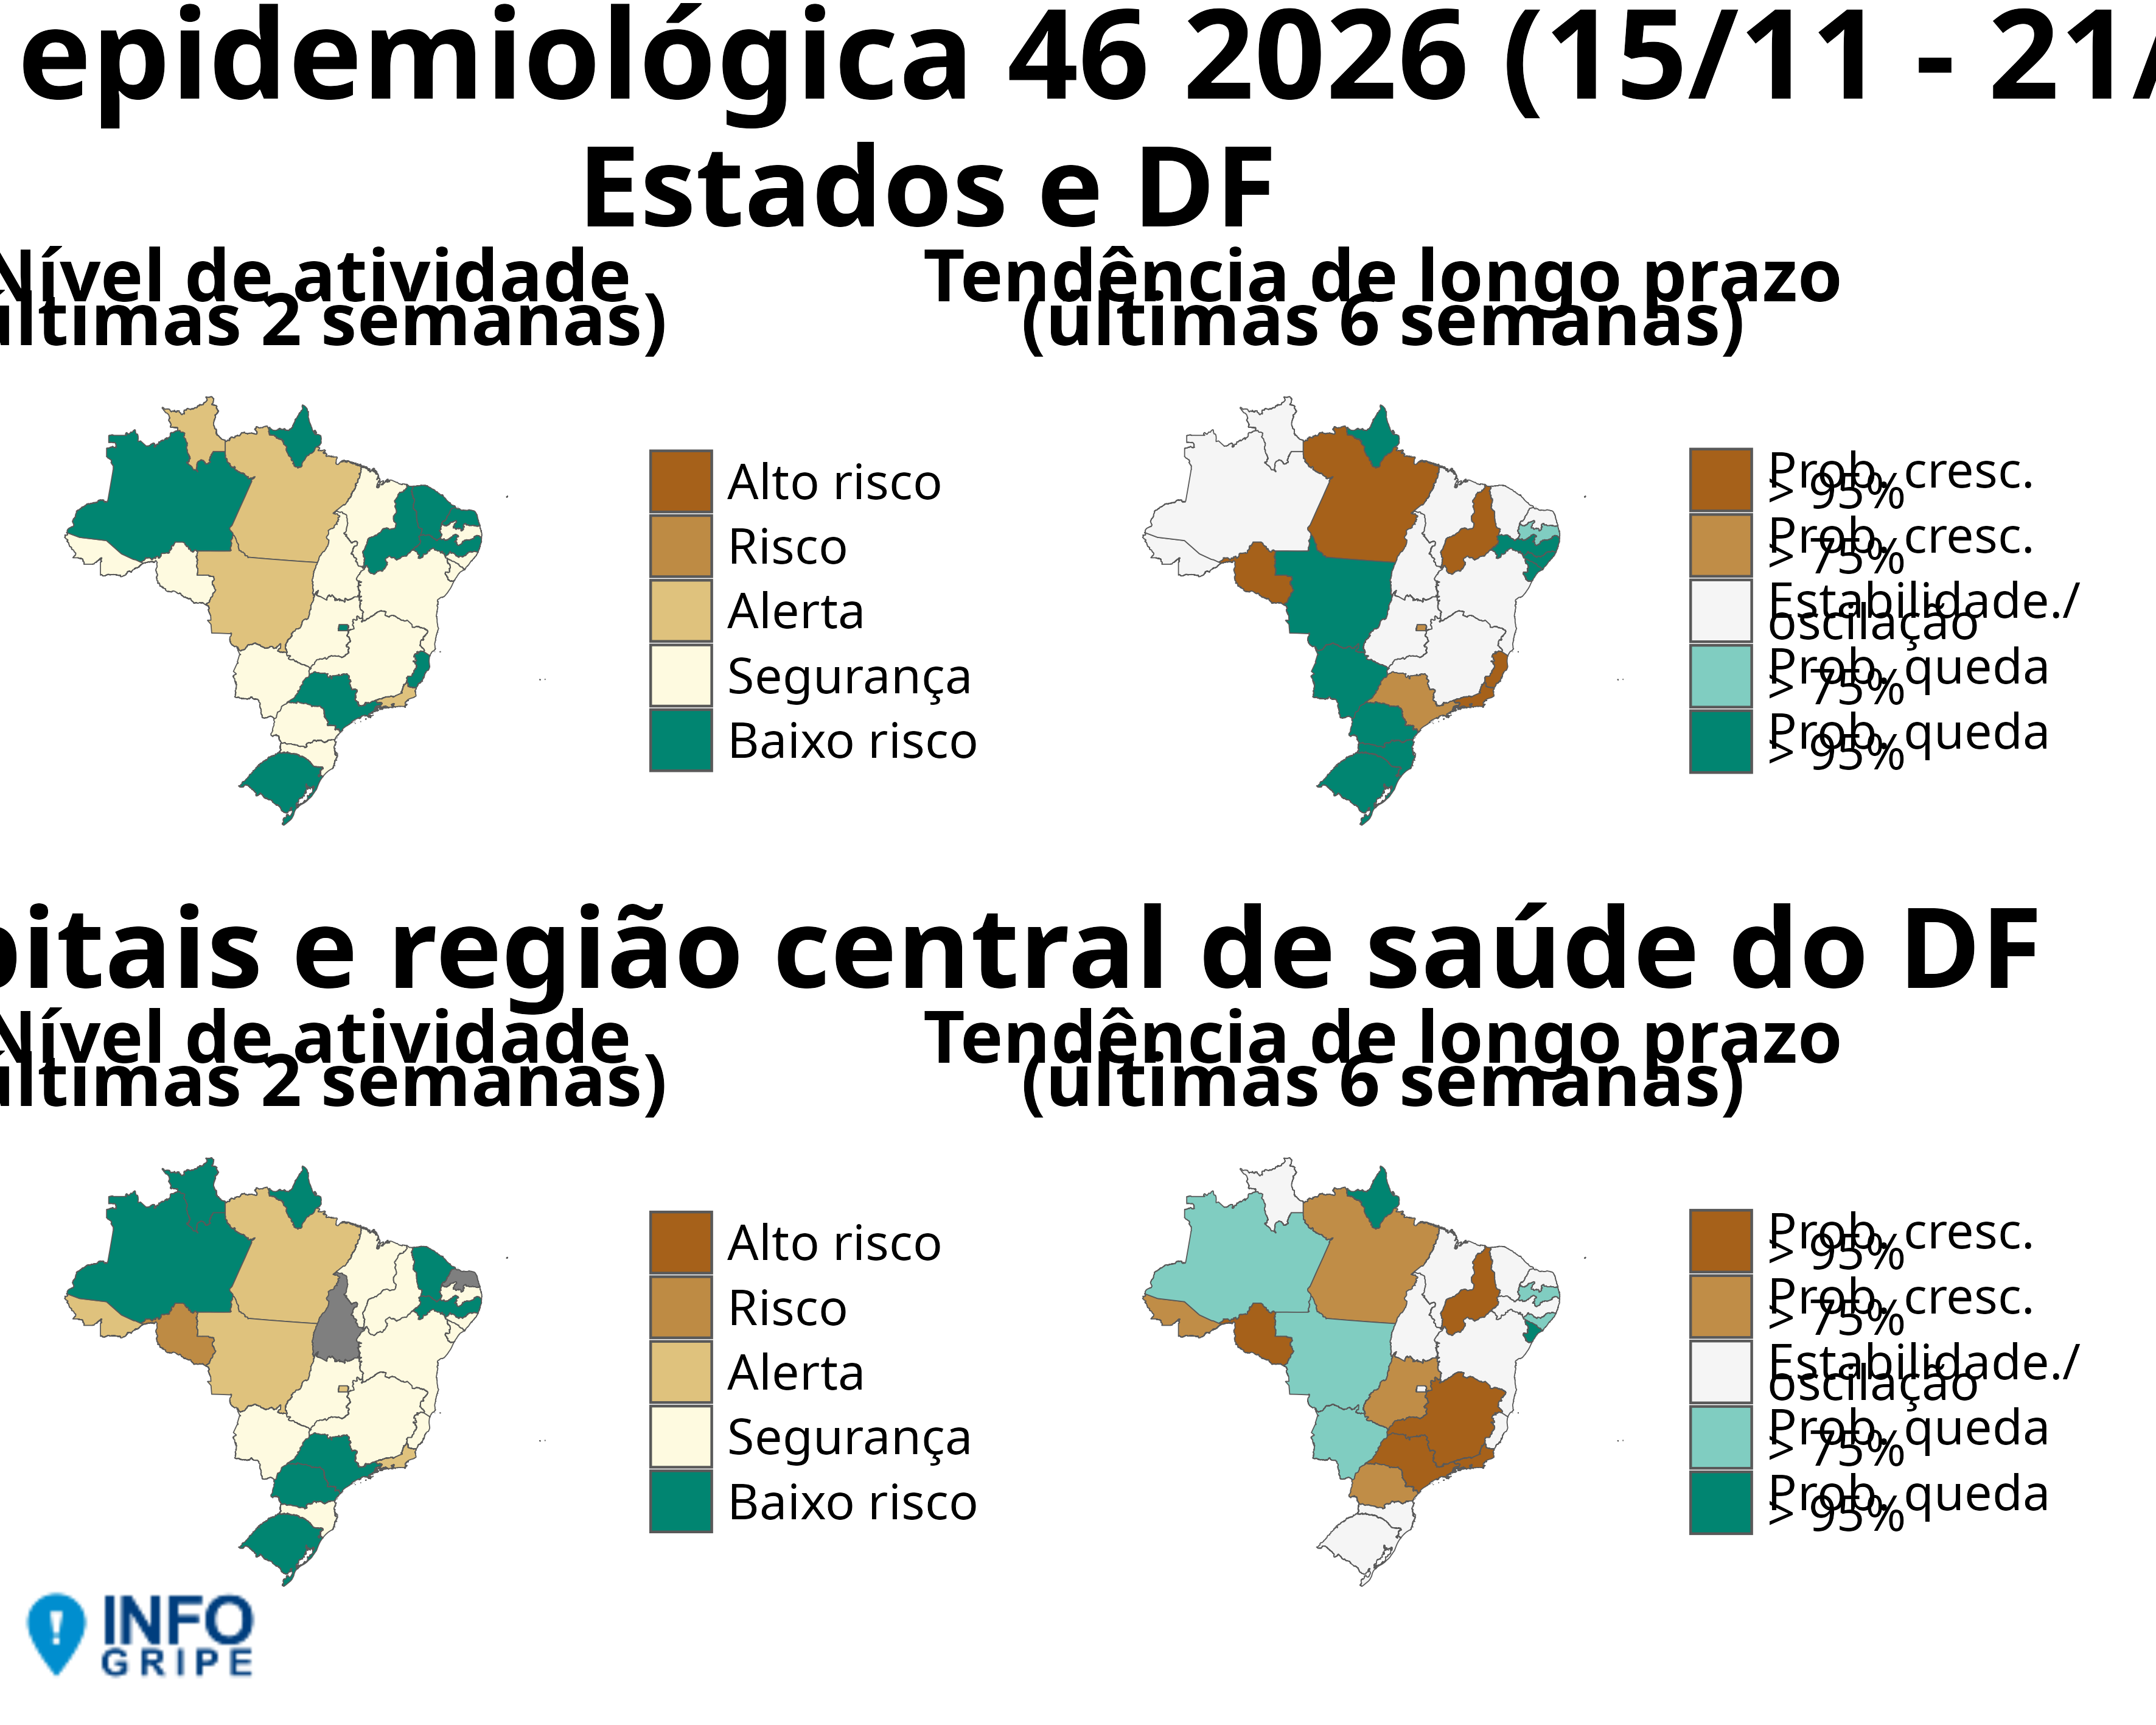 epidemiológica 46 2026 (15/11 - 21/
Estados e DF
Nível de atividade
últimas 2 semanas)
Tendência de longo prazo
(últimas 6 semanas)
Alto risco
Risco
Alerta
Segurança
Baixo risco
Prob. cresc.
> 95%
Prob. cresc.
> 75%
Estabilidade./
oscilação
Prob. queda
> 75%
Prob. queda
> 95%
pitais e região central de saúde do DF
Nível de atividade
últimas 2 semanas)
Tendência de longo prazo
(últimas 6 semanas)
Alto risco
Risco
Alerta
Segurança
Baixo risco
Prob. cresc.
> 95%
Prob. cresc.
> 75%
Estabilidade./
oscilação
Prob. queda
> 75%
Prob. queda
> 95%
INFO
GRIPE